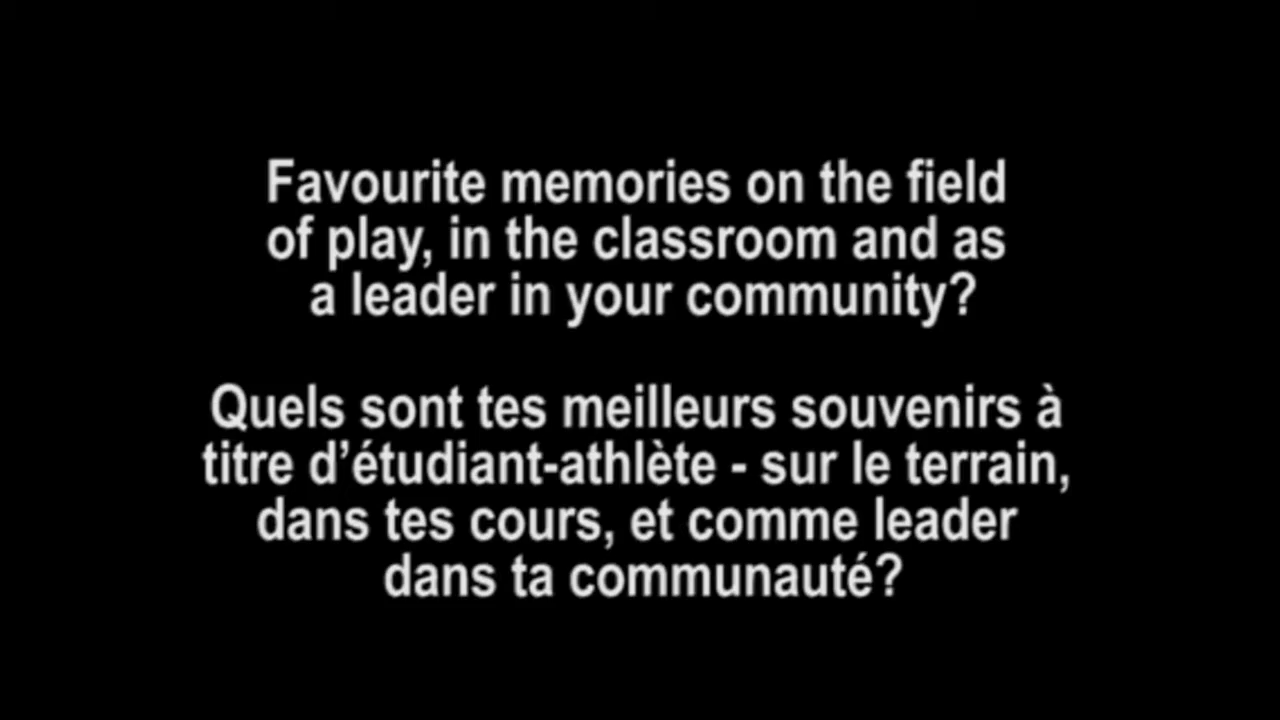 Favourite memories on the field
of play, in the classroom and as
a leader in your community?
Quels sont tes meilleurs souvenirs à
titre d’étudiant-athlète - sur le terrain,
dans tes cours, et comme leader
dans ta communauté?